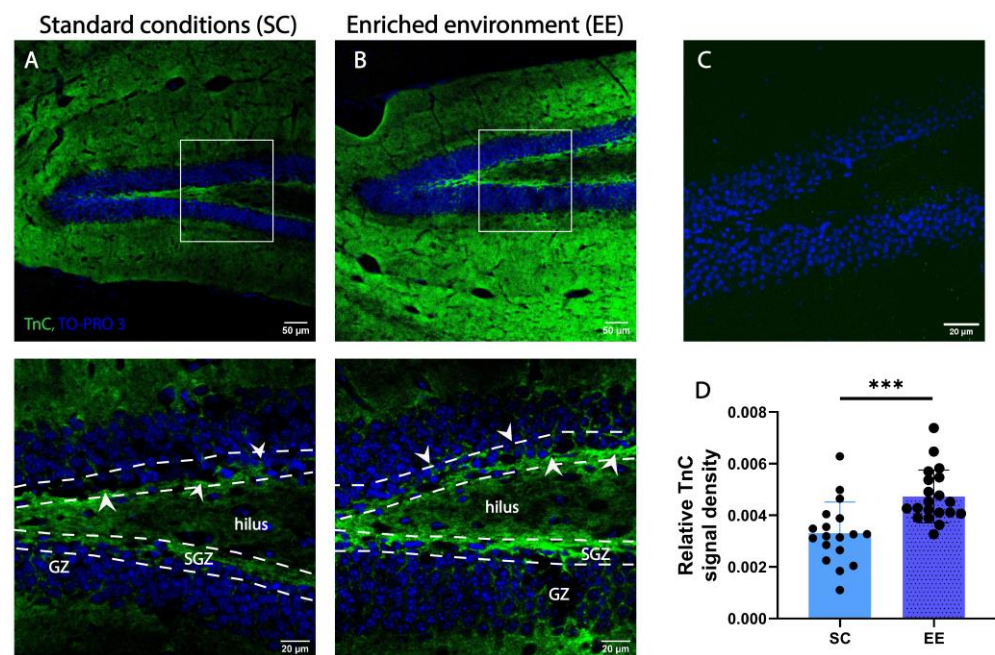 Standard conditions (SC)
Enriched environment (EE)
A
B
C
TnC, TO-PRO 3
50 µm
50 µm
20 µm
hilus
SGZ
GZ
20 µm
hilus
SGZ
GZ
20 µm
D
***
Relative TnC
signal density
0.008
0.006
0.004
0.002
0.000
SC
EE